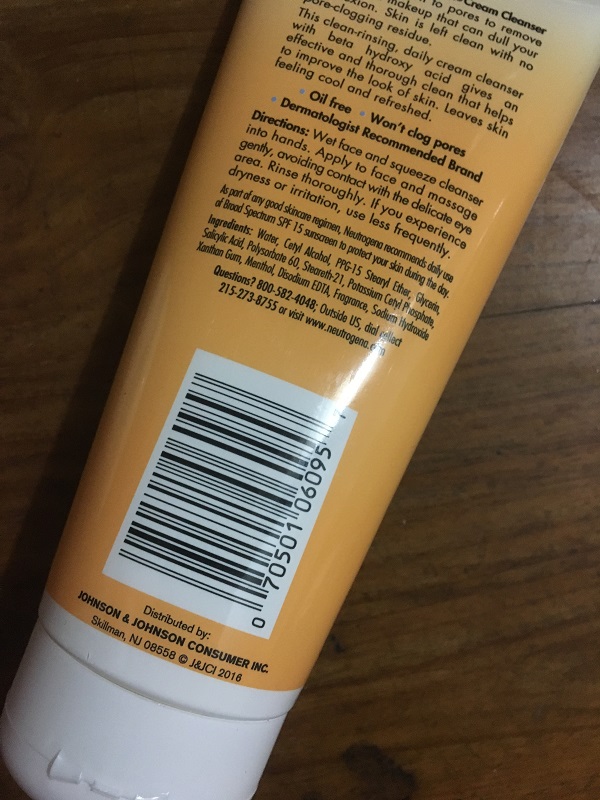 Cream Cleanser
to pores to remove
makeup that can dull your
Skin is left clean with no
pore-clogging residue.
This clean-rinsing, daily cream cleanser
with beta hydroxy acid gives an
effective and thorough clean that helps
to improve the look of skin. Leaves skin
feeling cool and refreshed.
• Oil free • Won't clog pores
• Dermatologist Recommended Brand
Directions: Wet face and squeeze cleanser
into hands. Apply to face and massage
gently, avoiding contact with the delicate eye
area. Rinse thoroughly. If you experience
dryness or irritation, use less frequently.
As part of any good skincare regimen, Neutrogena recommends daily use
of Broad Spectrum SPF 15 sunscreen to protect your skin during the day.
Ingredients: Water, Cetyl Alcohol, PPG-15 Stearyl Ether, Glycerin,
Salicylic Acid, Polysorbate 60, Steareth-21, Potassium Cetyl Phosphate,
Xanthan Gum, Menthol, Disodium EDTA, Fragrance, Sodium Hydroxide
Questions? 800-582-4048; Outside US, dial collect
215-273-8755 or visit www.neutrogena.com
0 70501 06095
Distributed by:
JOHNSON & JOHNSON CONSUMER INC.
Skillman, NJ 08558 © J&JCI 2016